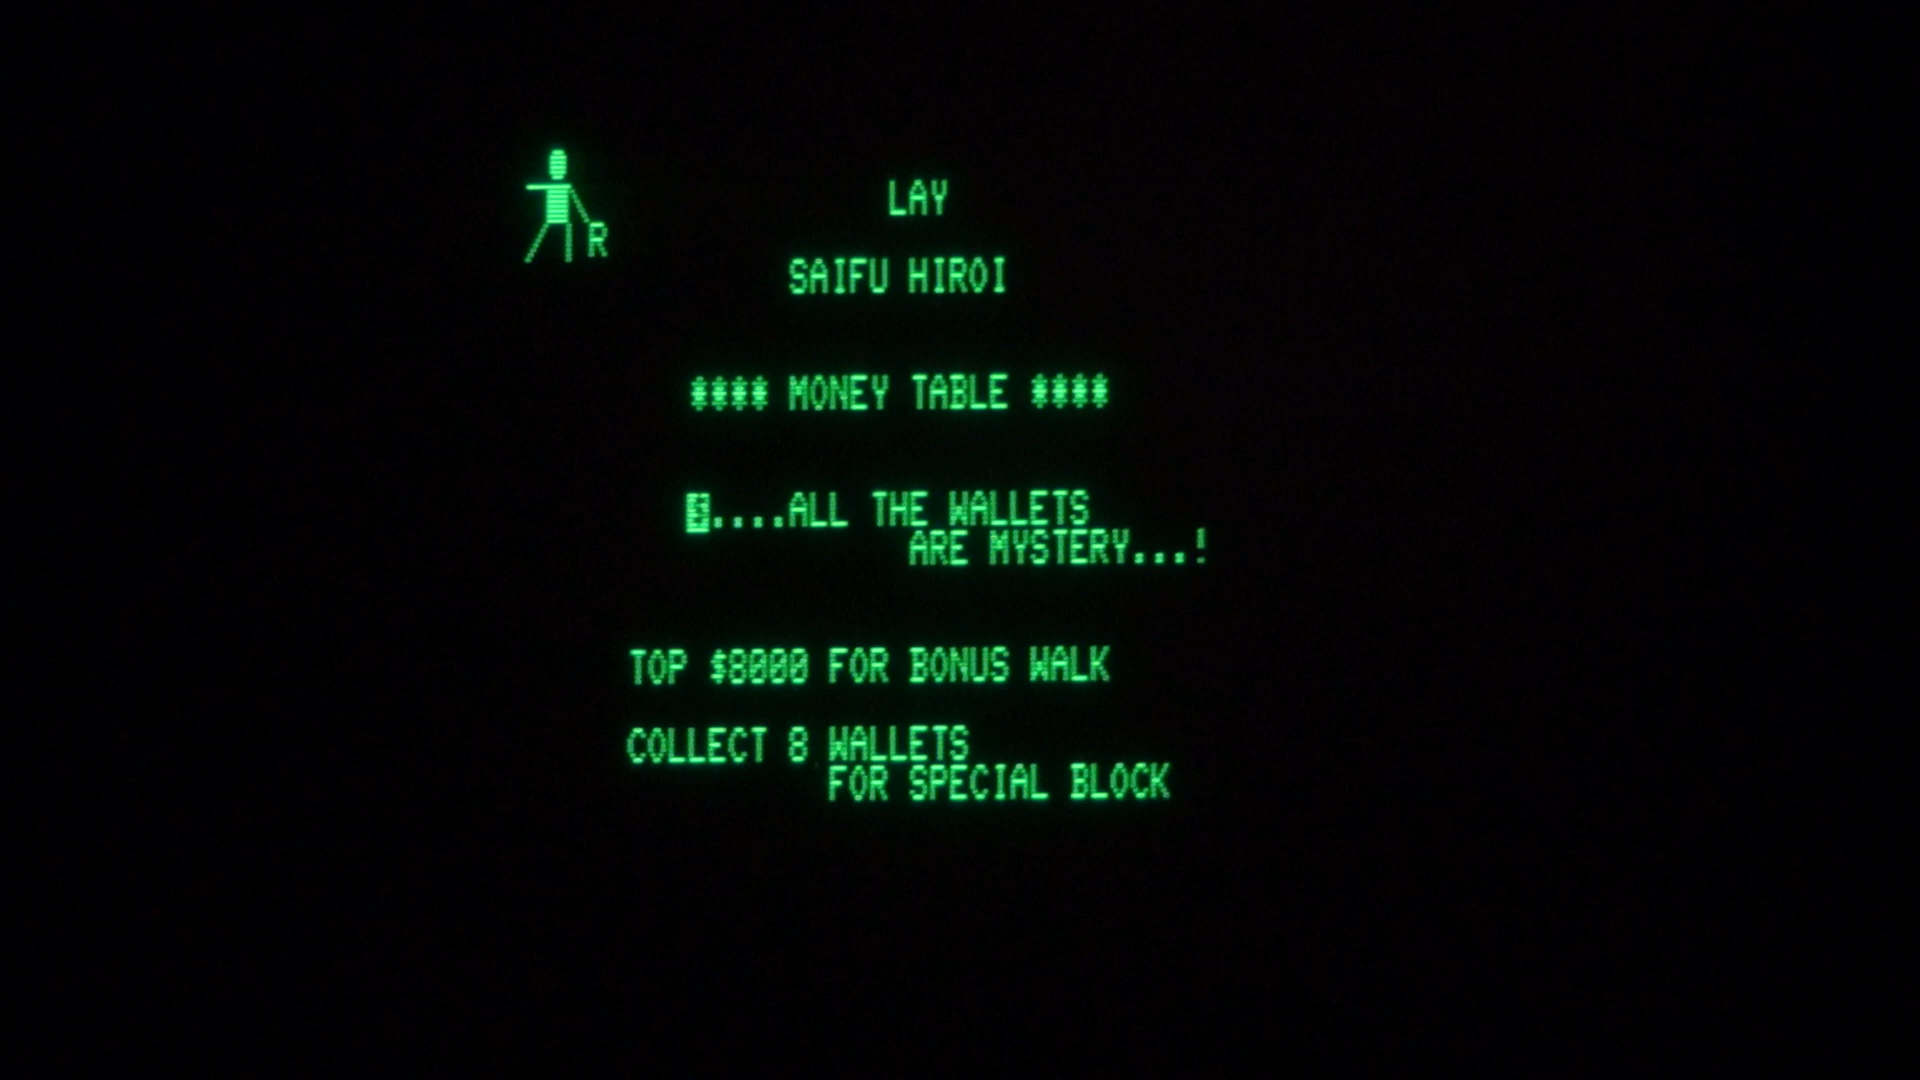 LAY
R
SAIFU HIROI
**** MONEY TABLE ****
$....ALL THE WALLETS
ARE MYSTERY...!
TOP $8000 FOR BONUS WALK
COLLECT 8 WALLETS
FOR SPECIAL BLOCK